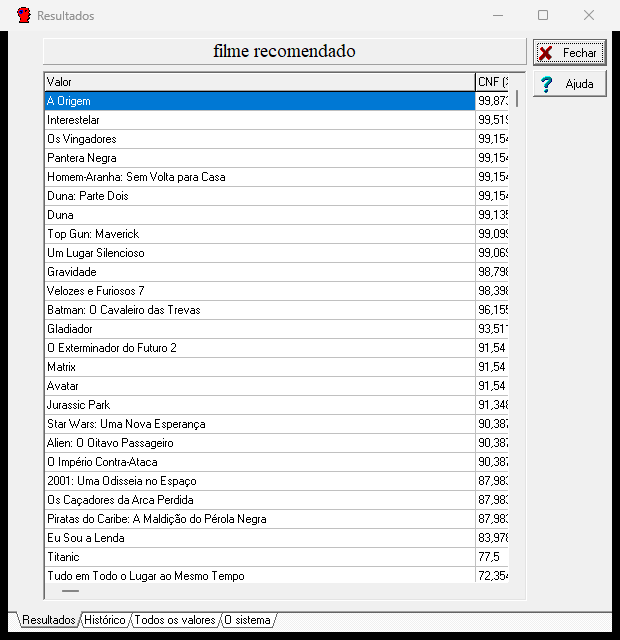 Resultados
filme recomendado
Fechar
Ajuda
Valor CNF (
A Origem 99,873
Interestelar 99,519
Os Vingadores 99,154
Pantera Negra 99,154
Homem-Aranha: Sem Volta para Casa 99,154
Duna: Parte Dois 99,154
Duna 99,135
Top Gun: Maverick 99,099
Um Lugar Silencioso 99,069
Gravidade 98,798
Velozes e Furiosos 7 98,398
Batman: O Cavaleiro das Trevas 96,155
Gladiador 93,511
O Exterminador do Futuro 2 91,54
Matrix 91,54
Avatar 91,54
Jurassic Park 91,348
Star Wars: Uma Nova Esperança 90,387
Alien: O Oitavo Passageiro 90,387
O Império Contra-Ataca 90,387
2001: Uma Odisseia no Espaço 87,983
Os Caçadores da Arca Perdida 87,983
Piratas do Caribe: A Maldição do Pérola Negra 87,983
Eu Sou a Lenda 83,978
Titanic 77,5
Tudo em Todo o Lugar ao Mesmo Tempo 72,354
Resultados Histórico Todos os valores O sistema